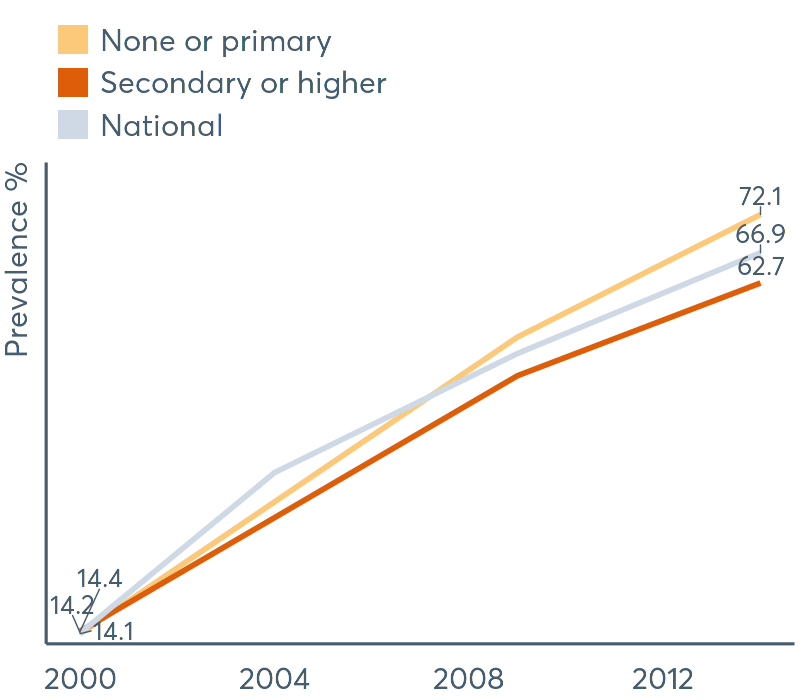 None or primary
Secondary or higher
National
Prevalence %
72.1
66.9
62.7
14.4
14.2
14.1
2000 2004 2008 2012